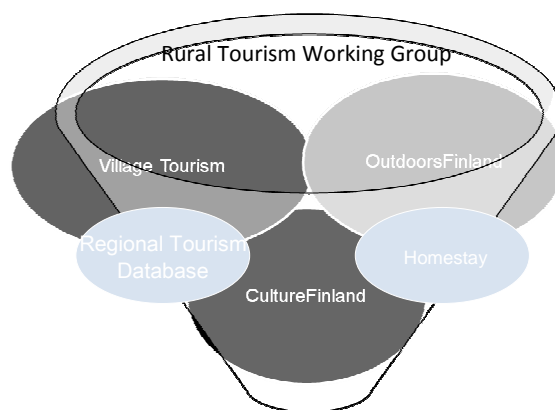 Rural Tourism Working Group
Village Tourism
OutdoorsFinland
Regional Tourism
Database
Homestay
CultureFinland